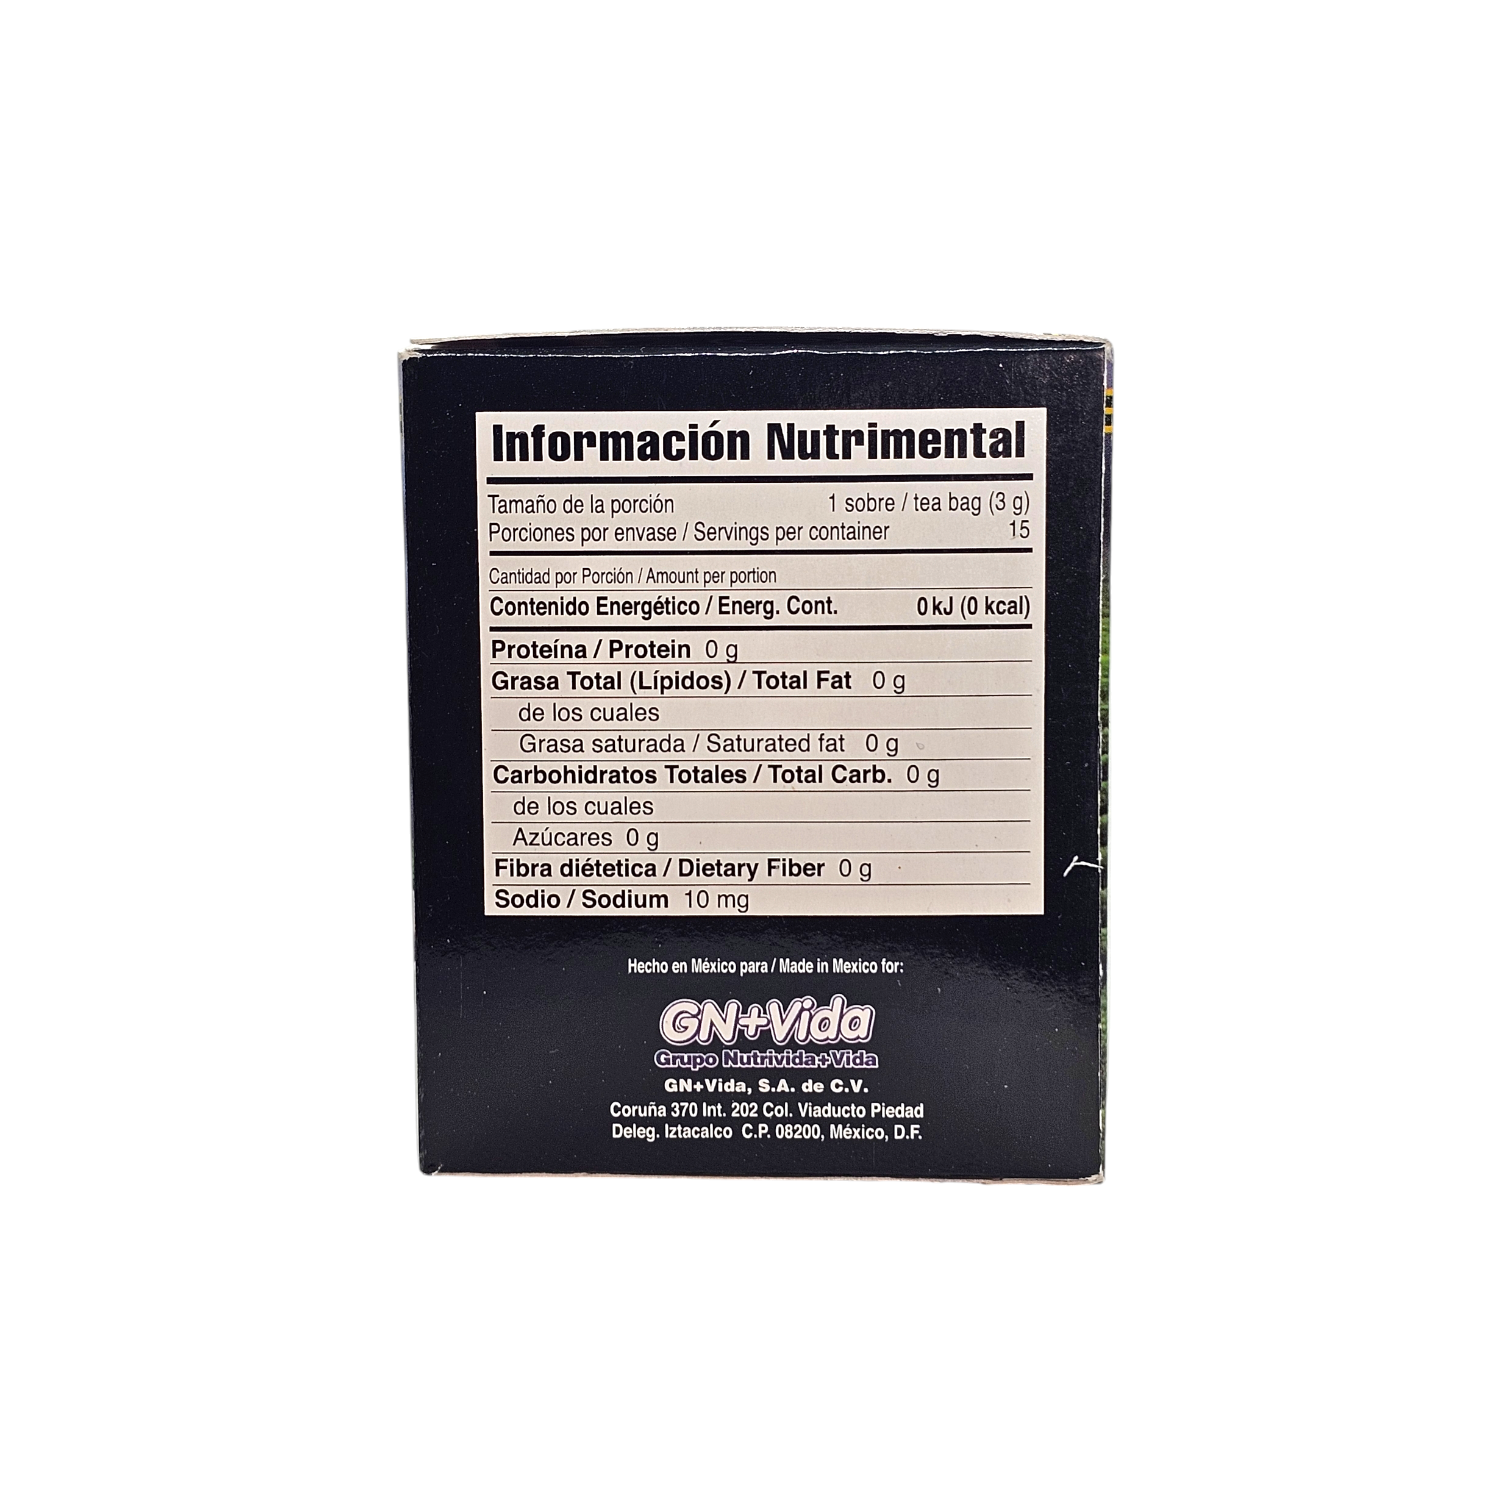 Información Nutrimental
Tamaño de la porción 1 sobre / tea bag (3 g)
Porciones por envase / Servings per container 15
Cantidad por Porción / Amount per portion
Contenido Energético / Energ. Cont. 0 kJ (0 kcal)
Proteína / Protein 0 g
Grasa Total (Lípidos) / Total Fat 0 g
de los cuales
Grasa saturada / Saturated fat 0 g
Carbohidratos Totales / Total Carb. 0 g
de los cuales
Azúcares 0 g
Fibra diétetica / Dietary Fiber 0 g
Sodio / Sodium 10 mg
Hecho en México para / Made in Mexico for:
GN+Vida
Grupo Nutrivida+Vida
GN+Vida, S.A. de C.V.
Coruña 370 Int. 202 Col. Viaducto Piedad
Deleg. Iztacalco C.P. 08200, México, D.F.